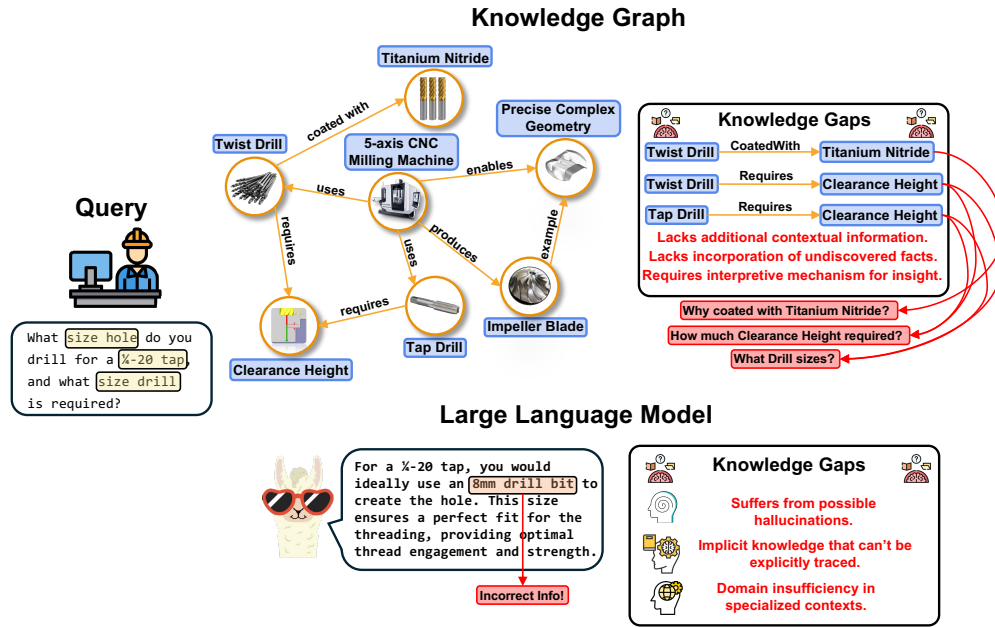 Knowledge Graph
Titanium Nitride
coated with
Precise Complex
Geometry
Twist Drill
5-axis CNC
Milling Machine
enables
uses
requires
uses
produces
example
requires
Clearance Height
Tap Drill
Impeller Blade
Query
What size hole do you
drill for a ¼-20 tap,
and what size drill
is required?
Knowledge Gaps
Twist Drill CoatedWith Titanium Nitride
Twist Drill Requires Clearance Height
Tap Drill Requires Clearance Height
Lacks additional contextual information.
Lacks incorporation of undiscovered facts.
Requires interpretive mechanism for insight.
Why coated with Titanium Nitride?
How much Clearance Height required?
What Drill sizes?
Large Language Model
For a ¼-20 tap, you would
ideally use an 8mm drill bit to
create the hole. This size
ensures a perfect fit for the
threading, providing optimal
thread engagement and strength.
Incorrect Info!
Knowledge Gaps
Suffers from possible
hallucinations.
Implicit knowledge that can't be
explicitly traced.
Domain insufficiency in
specialized contexts.